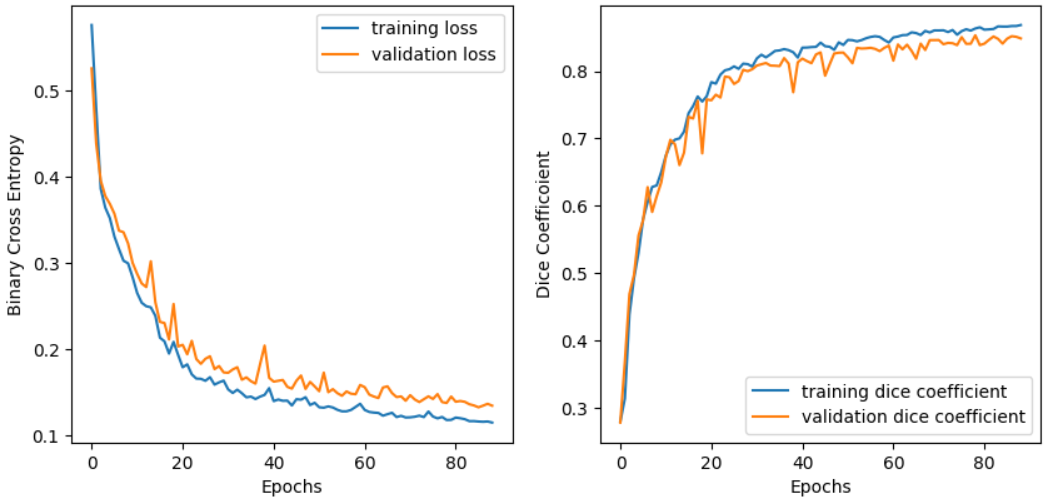 training loss
validation loss
0.5
0.4
0.3
0.2
0.1
Binary Cross Entropy
0
20
40
60
80
Epochs
0.8
0.7
0.6
0.5
0.4
0.3
Dice Coefficoient
training dice coefficient
validation dice coefficient
0
20
40
60
80
Epochs